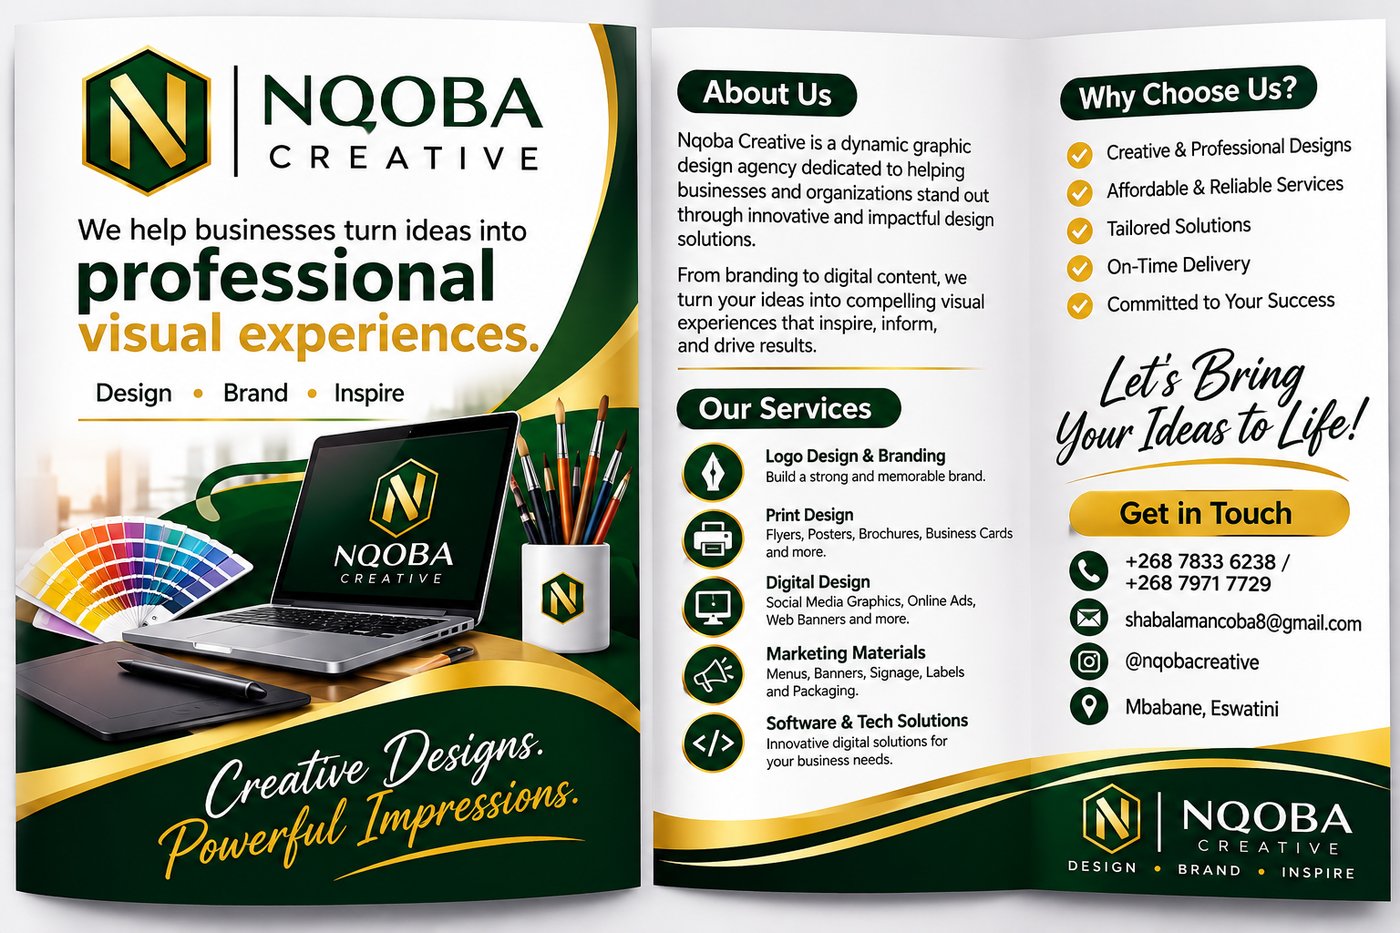 N
NQOBA
CREATIVE
We help businesses turn ideas into
professional
visual experiences.
Design • Brand • Inspire
N
NQOBA
CREATIVE
N
Creative Designs.
Powerful Impressions.
About Us
Nqoba Creative is a dynamic graphic
design agency dedicated to helping
businesses and organizations stand out
through innovative and impactful design
solutions.
From branding to digital content, we
turn your ideas into compelling visual
experiences that inspire, inform,
and drive results.
Our Services
Logo Design & Branding
Build a strong and memorable brand.
Print Design
Flyers, Posters, Brochures, Business Cards
and more.
Digital Design
Social Media Graphics, Online Ads,
Web Banners and more.
Marketing Materials
Menus, Banners, Signage, Labels
and Packaging.
</>
Software & Tech Solutions
Innovative digital solutions for
your business needs.
Why Choose Us?
Creative & Professional Designs
Affordable & Reliable Services
Tailored Solutions
On-Time Delivery
Committed to Your Success
Let's Bring
Your Ideas to Life!
Get in Touch
+268 7833 6238 /
+268 7971 7729
shabalamancoba8@gmail.com
@nqobacreative
Mbabane, Eswatini
N
NQOBA
CREATIVE
DESIGN • BRAND • INSPIRE